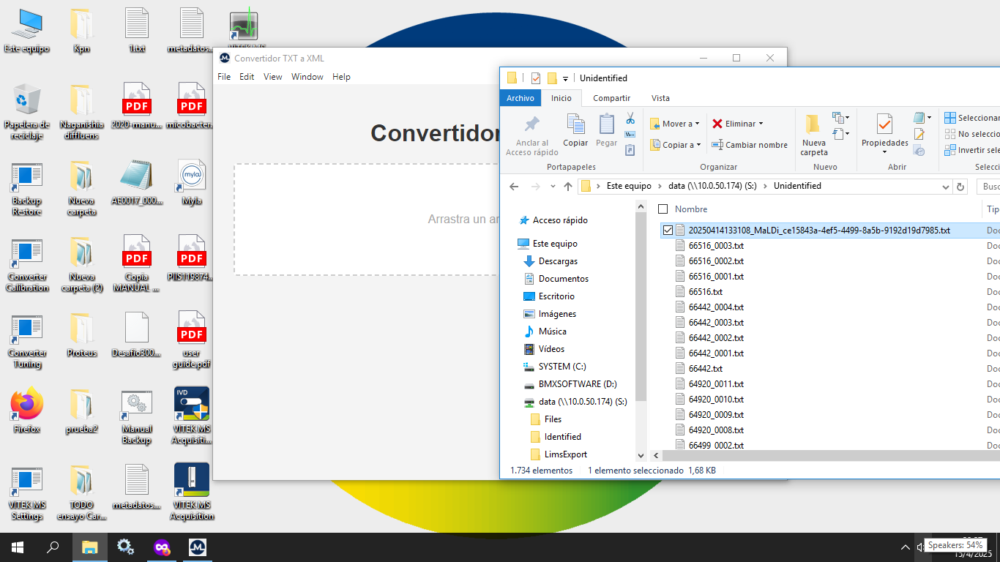 Este equipo
Kpn
1.txt
metadatos...
VITEK MS
Papelera de
reciclaje
Naganishia
diffluens
PDF
2020-manu...
PDF
micobacter...
Backup
Restore
Nueva
carpeta
AE0017_000...
myla
Myla
Converter
Calibration
Nueva
carpeta (2)
PDF
Copia
MANUAL ...
PDF
PIIS119874...
Converter
Tuning
Proteus
Desafio300...
PDF
user
guide.pdf
Firefox
prueba2
Manual
Backup
IVD
VITEK MS
Acquisiti...
VITEK MS
Settings
TODO
ensayo Car...
metadatos...
VITEK MS
Acquisition
Convertidor TXT a XML
File Edit View Window Help
Convertidor
Arrastra un ar
Unidentified
Archivo Inicio Compartir Vista
Anclar al
Acceso rápido
Copiar
Pegar
Portapapeles
Mover a
Copiar a
Eliminar
Cambiar nombre
Organizar
Nueva
carpeta
Nuevo
Propiedades
Abrir
Seleccionar
No seleccio
Invertir sele
Selecci
Este equipo > data (\\10.0.50.174) (S:) > Unidentified
Busc
Acceso rápido
Este equipo
Descargas
Documentos
Escritorio
Imágenes
Música
Vídeos
SYSTEM (C:)
BMXSOFTWARE (D:)
data (\\10.0.50.174) (S:)
Files
Identified
LimsExport
Nombre Tip
20250414133108_MaLDi_ce15843a-4ef5-4499-8a5b-9192d19d7985.txt Doc
66516_0003.txt Doc
66516_0002.txt Doc
66516_0001.txt Doc
66516.txt Doc
66442_0004.txt Doc
66442_0003.txt Doc
66442_0002.txt Doc
66442_0001.txt Doc
66442.txt Doc
64920_0011.txt Doc
64920_0010.txt Doc
64920_0009.txt Doc
64920_0008.txt Doc
66499_0002.txt Doc
1.734 elementos 1 elemento seleccionado 1,68 KB
Speakers: 54%
15/4/2025